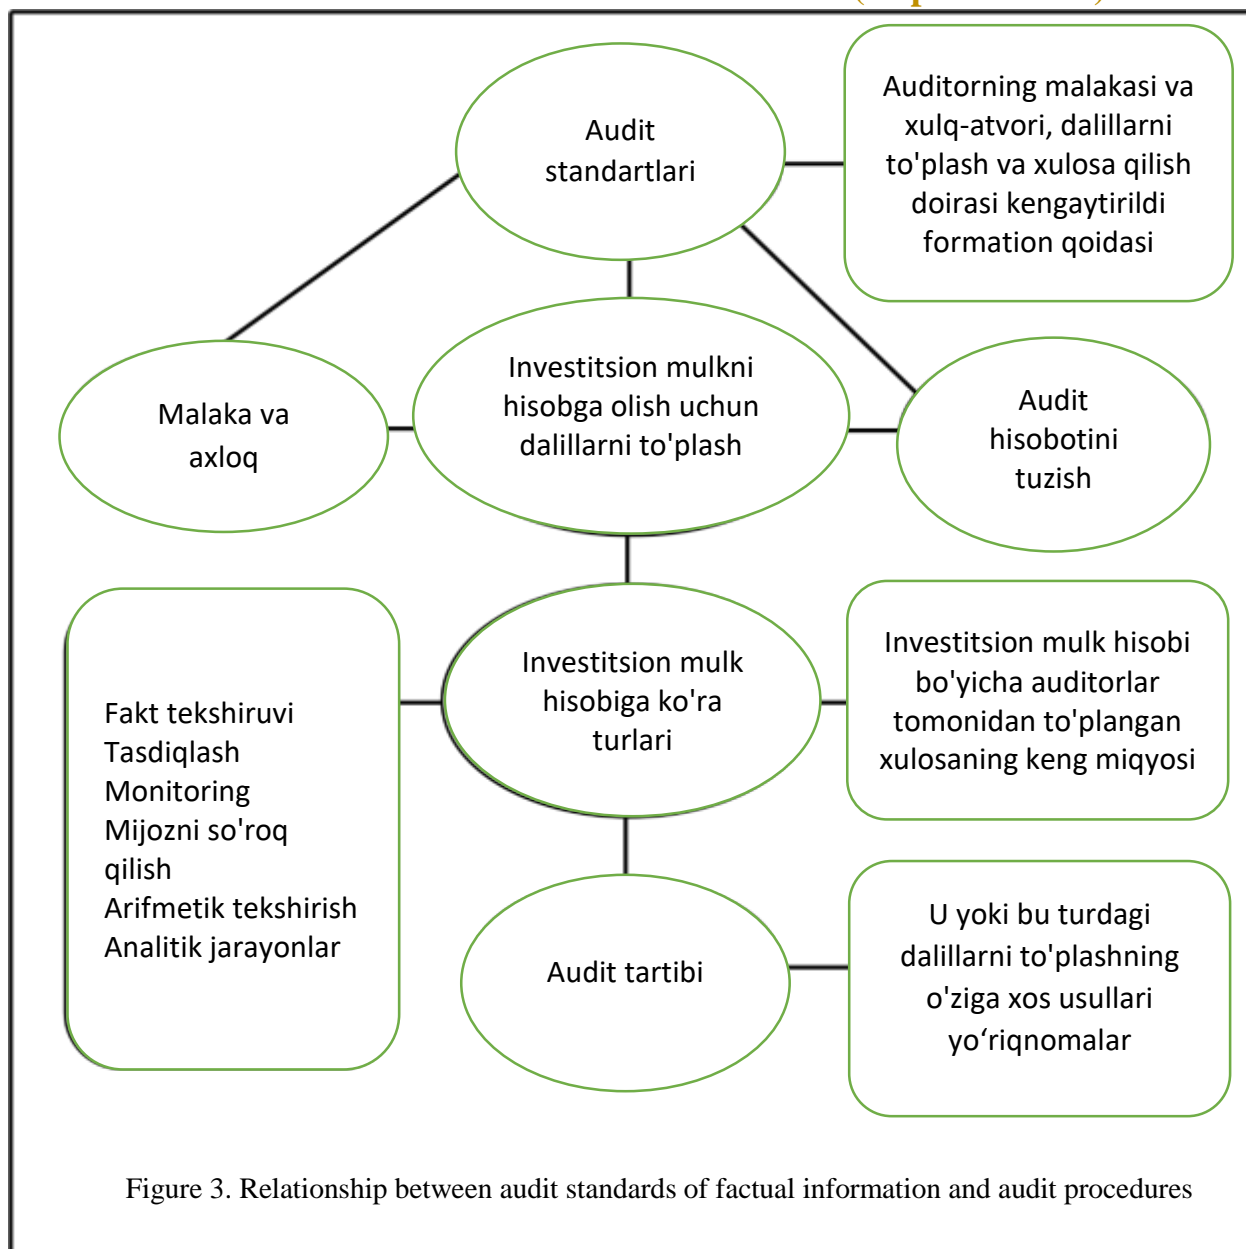 Audit
standartlari
Auditorning malakasi va
xulq-atvori, dalillarni
to'plash va xulosa qilish
doirasi kengaytirildi
formation qoidasi
Malaka va
axloq
Investitsion mulkni
hisobga olish uchun
dalillarni to'plash
Audit
hisobotini
tuzish
Fakt tekshiruvi
Tasdiqlash
Monitoring
Mijozni so'roq
qilish
Arifmetik tekshirish
Analitik jarayonlar
Investitsion mulk
hisobiga ko'ra
turlari
Investitsion mulk hisobi
bo'yicha auditorlar
tomonidan to'plangan
xulosaning keng miqyosi
Audit tartibi
U yoki bu turdagi
dalillarni to'plashning
o'ziga xos usullari
yo‘riqnomalar
Figure 3. Relationship between audit standards of factual information and audit procedures